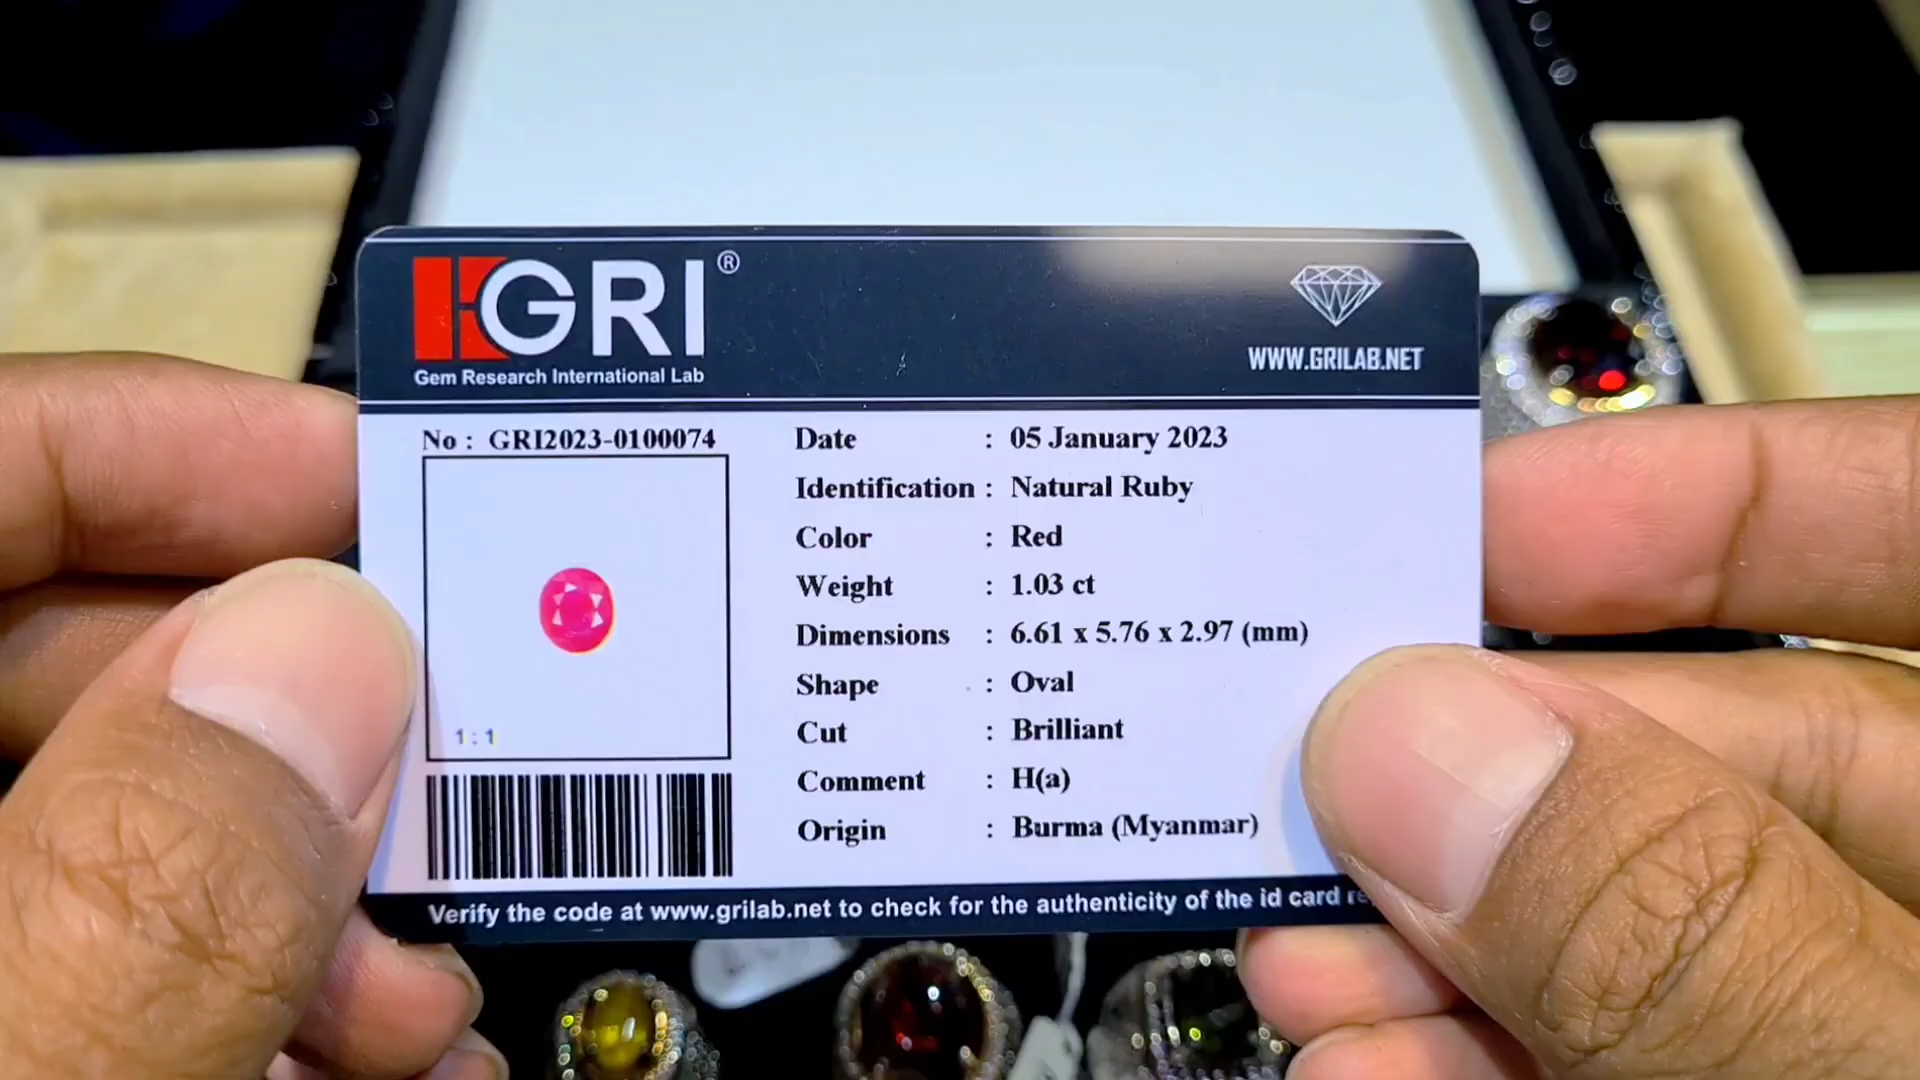 GRI®
Gem Research International Lab
WWW.GRILAB.NET
No : GRI2023-0100074
1 : 1
Date : 05 January 2023
Identification : Natural Ruby
Color : Red
Weight : 1.03 ct
Dimensions : 6.61 x 5.76 x 2.97 (mm)
Shape : Oval
Cut : Brilliant
Comment : H(a)
Origin : Burma (Myanmar)
Verify the code at www.grilab.net to check for the authenticity of the id card